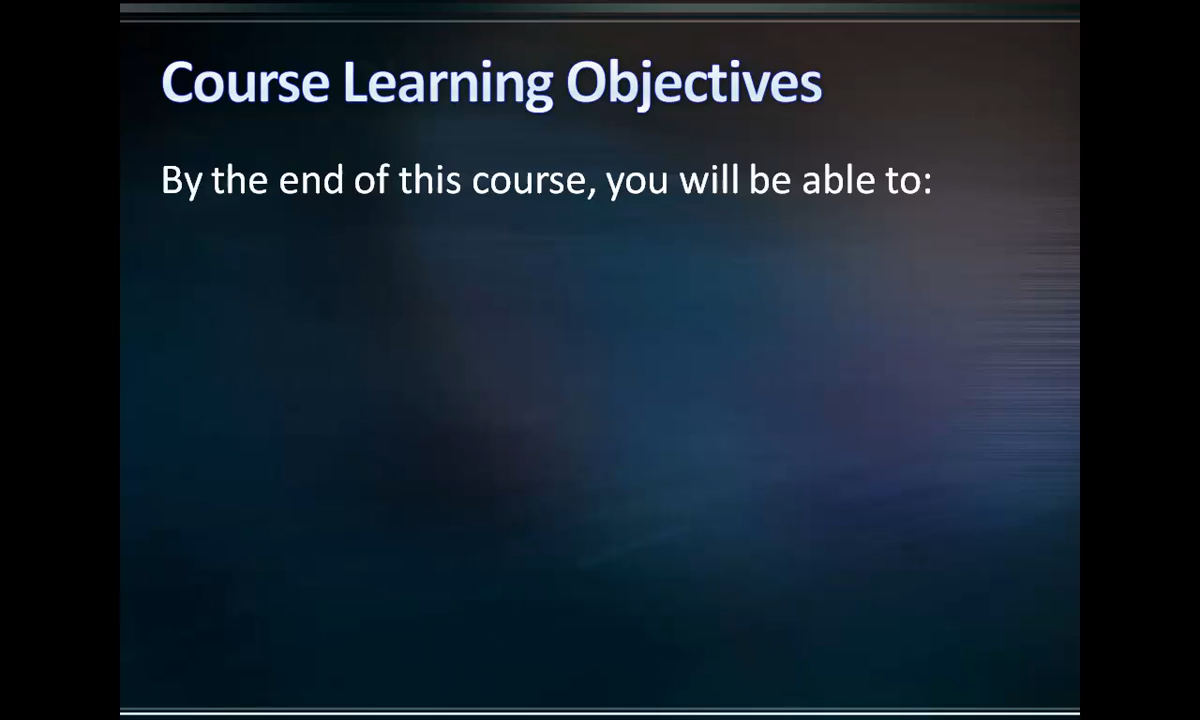 Course Learning Objectives
By the end of this course, you will be able to: